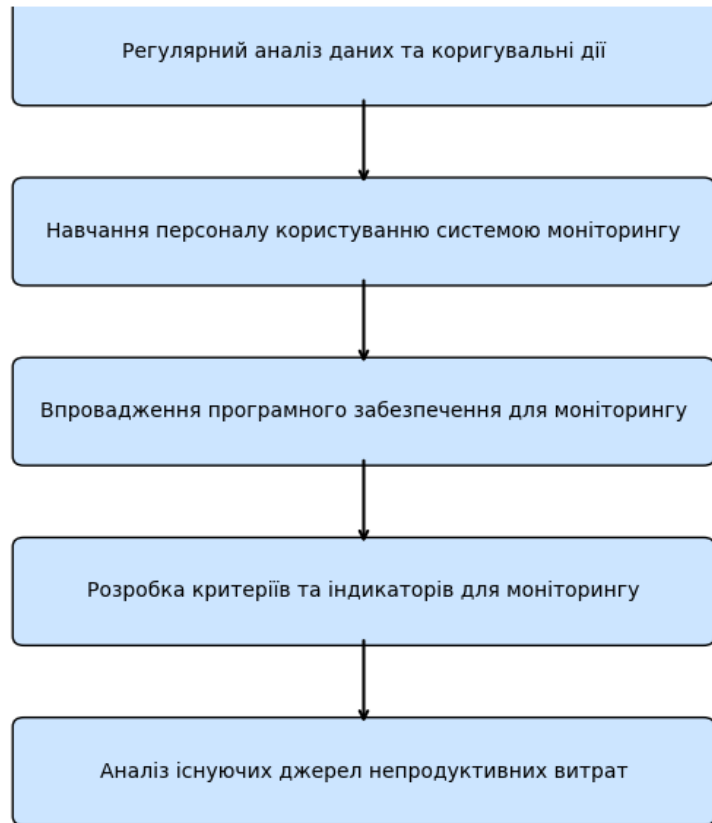 Регулярний аналіз даних та коригувальні дії
Навчання персоналу користуванню системою моніторингу
Впровадження програмного забезпечення для моніторингу
Розробка критеріїв та індикаторів для моніторингу
Аналіз існуючих джерел непродуктивних витрат